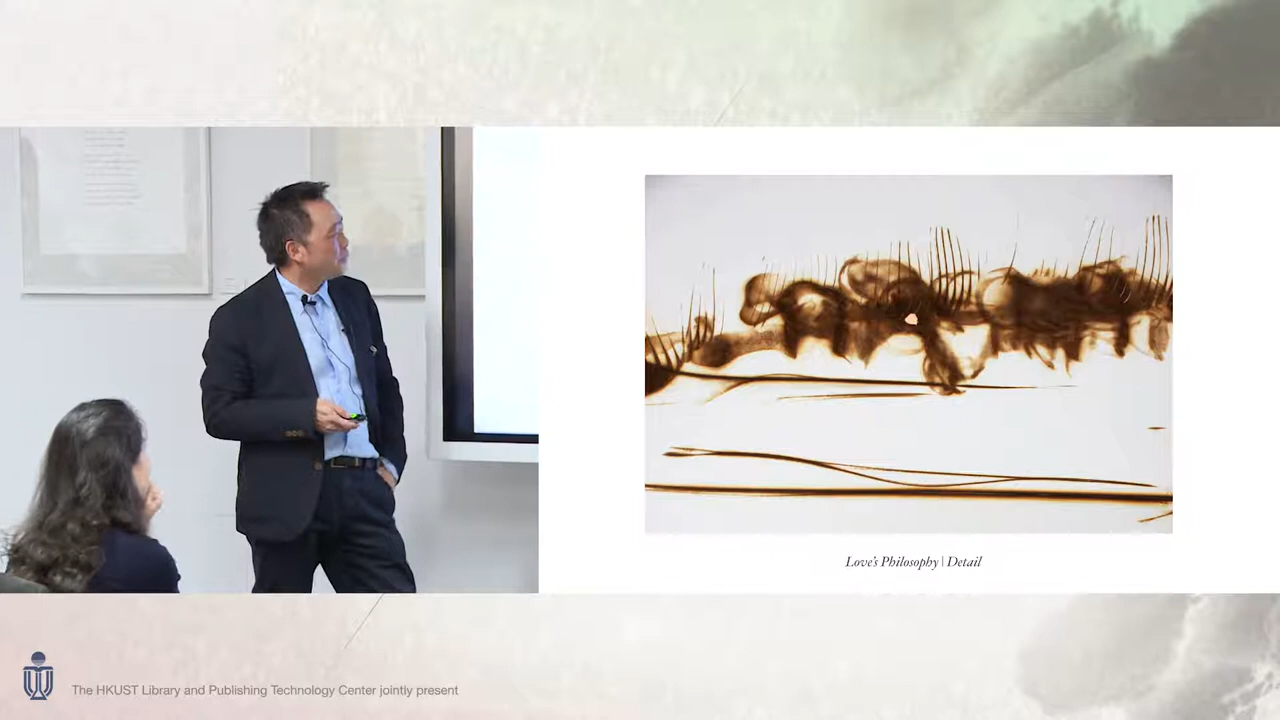 Love's Philosophy | Detail
The HKUST Library and Publishing Technology Center jointly present